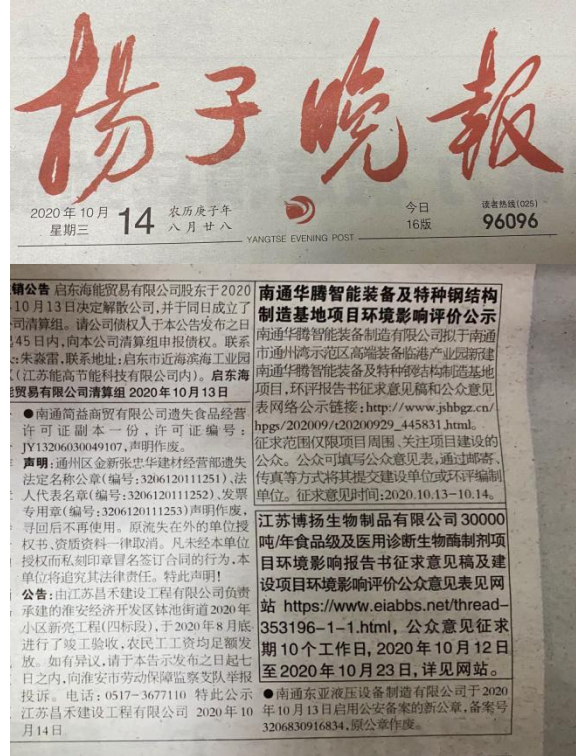 揚子晚報
2020年10月 14 农历庚子年
星期三 八月廿八
今日
16版
读者热线(025)
96096
YANGTSE EVENING POST
销公告 启东海能贸易有限公司股东于2020
10月13日决定解散公司,并于同日成立了
司清算组。请公司债权人于本公告发布之日
45日内,向本公司清算组申报债权。联系
:朱淼雷,联系地址:启东市近海滨海工业园
(江苏能高节能科技有限公司内)。启东海
能贸易有限公司清算组 2020年10月13日
●南通简益商贸有限公司遗失食品经营
许可证副本一份,许可证编号:
JY13206030049107,声明作废。
声明:通州区金新张忠华建材经营部遗失
法定名称公章(编号:3206120111251)、法
人代表名章(编号:3206120111252)、发票
专用章(编号:3206120111253)声明作废,
寻回后不再使用。原流失在外的单位授
权书、资质资料一律取消。凡未经本单位
授权而私刻印章冒名签订合同的行为,本
单位将追究其法律责任。特此声明!
公告:由江苏昌禾建设工程有限公司负责
承建的淮安经济开发区钵池街道2020年
小区新亮工程(四标段),于2020年8月底
进行了竣工验收,农民工工资均足额发
放。如有异议,请于本告示发布之日起七
日之内,向淮安市劳动保障监察支队举报
投诉。电话:0517-3677110 特此公示
江苏昌禾建设工程有限公司 2020年10
月14日
南通华腾智能装备及特种钢结构
制造基地项目环境影响评价公示
南通华腾智能装备制造有限公司拟于南通
市通州湾示范区高端装备临港产业园新建
南通华腾智能装备及特种钢结构制造基地
项目,环评报告书征求意见稿和公众意见
表网络公示链接:http://www.jshbgz.cn/
hpgs/202009/t20200929_445831.html。
征求范围仅限项目周围、关注项目建设的
公众。公众可填写公众意见表,通过邮寄、
传真等方式将其提交建设单位或环评编制
单位。征求意见时间:2020.10.13-10.14。
江苏博扬生物制品有限公司30000
吨/年食品级及医用诊断生物酶制剂项
目环境影响报告书征求意见稿及建
设项目环境影响评价公众意见表见网
站 https://www.eiabbs.net/thread-
353196-1-1.html,公众意见征求
期10个工作日,2020年10月12日
至2020年10月23日,详见网站。
●南通东亚液压设备制造有限公司于2020
年10月13日启用公安备案的新公章,备案号
3206830916834,原公章作废。